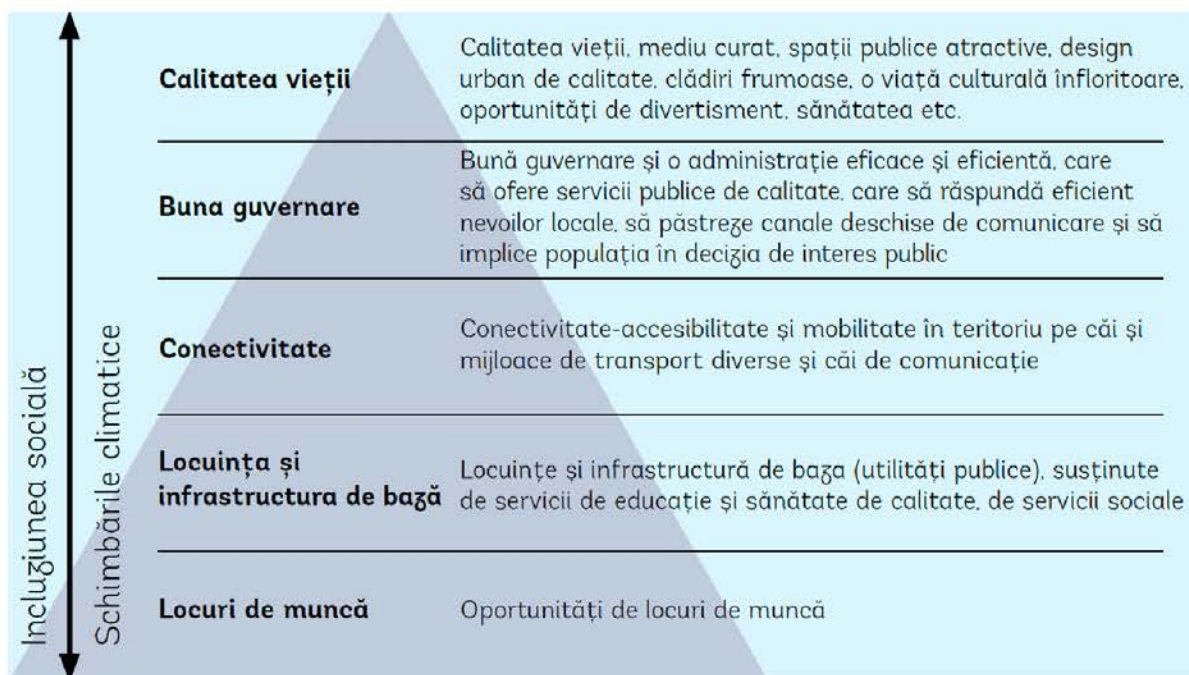 Calitatea vieții
Calitatea vieții, mediu curat, spații publice atractive, design
urban de calitate, clădiri frumoase, o viață culturală înfloritoare,
oportunități de divertisment, sănătatea etc.
Buna guvernare
Bună guvernare și o administrație eficace și eficientă, care
să ofere servicii publice de calitate, care să răspundă eficient
nevoilor locale, să păstreze canale deschise de comunicare și să
implice populația în decizia de interes public
Conectivitate
Conectivitate-accesibilitate și mobilitate în teritoriu pe căi și
mijloace de transport diverse și căi de comunicație
Locuința și
infrastructura de bază
Locuințe și infrastructură de baza (utilități publice), susținute
de servicii de educație și sănătate de calitate, de servicii sociale
Locuri de muncă
Oportunități de locuri de muncă
Incluziunea socială
Schimbările climatice